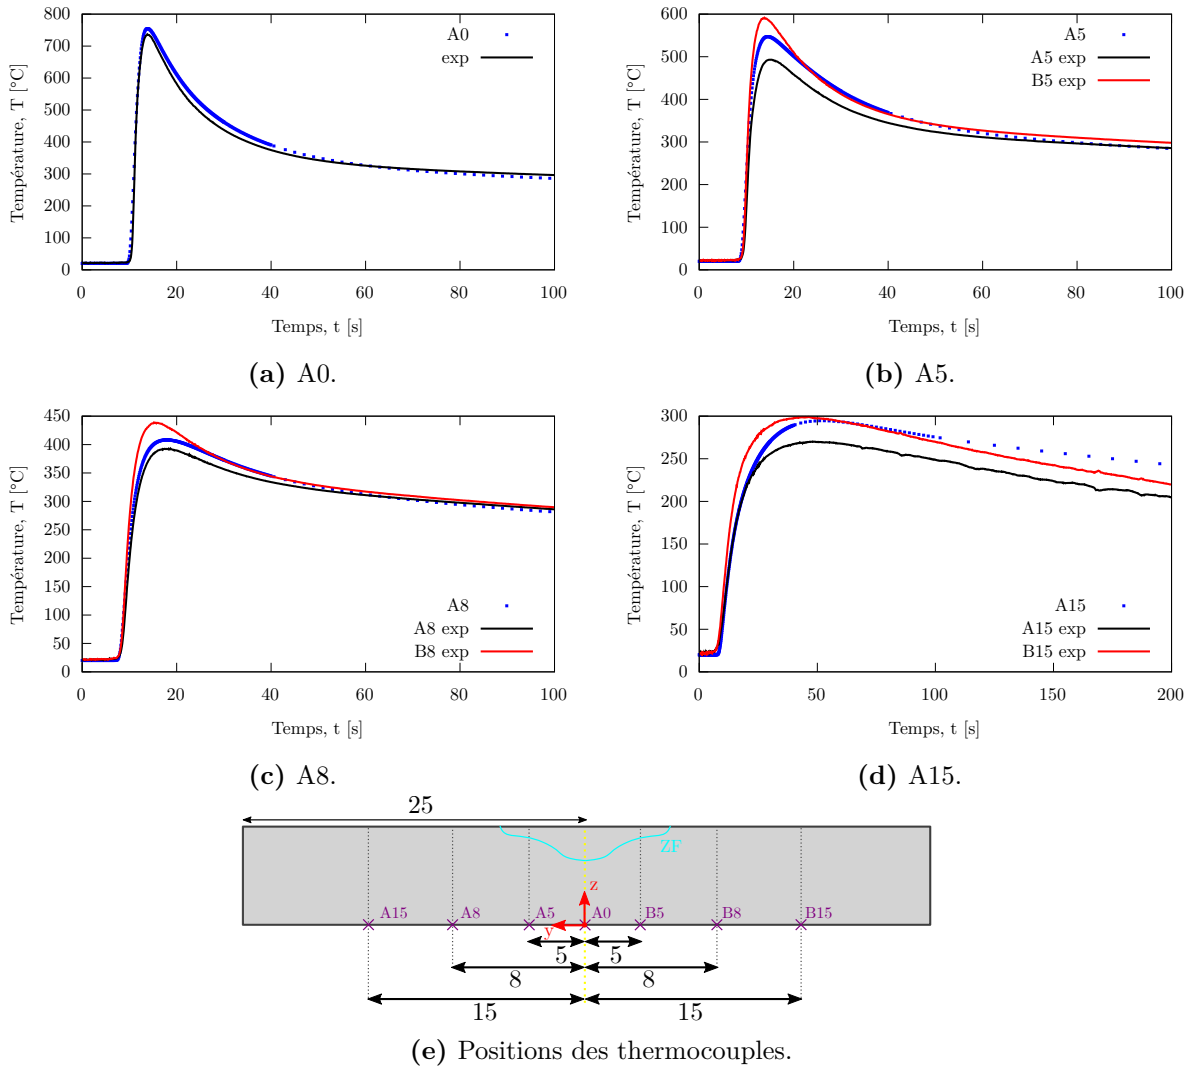 800
700
600
500
400
300
200
100
0
0 20 40 60 80 100
Température, T [°C]
Temps, t [s]
A0
exp
(a) A0.
600
500
400
300
200
100
0
0 20 40 60 80 100
Température, T [°C]
Temps, t [s]
A5
A5 exp
B5 exp
(b) A5.
450
400
350
300
250
200
150
100
50
0
0 20 40 60 80 100
Température, T [°C]
Temps, t [s]
A8
A8 exp
B8 exp
(c) A8.
300
250
200
150
100
50
0
0 50 100 150 200
Température, T [°C]
Temps, t [s]
A15
A15 exp
B15 exp
(d) A15.
25
ZF
z
A15 A8 A5 A0 B5 B8 B15
y
5 5
8 8
15 15
(e) Positions des thermocouples.